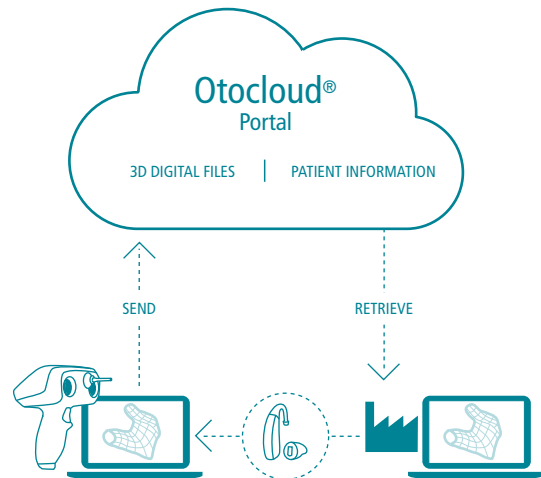 Otocloud®
Portal
3D DIGITAL FILES | PATIENT INFORMATION
SEND
RETRIEVE